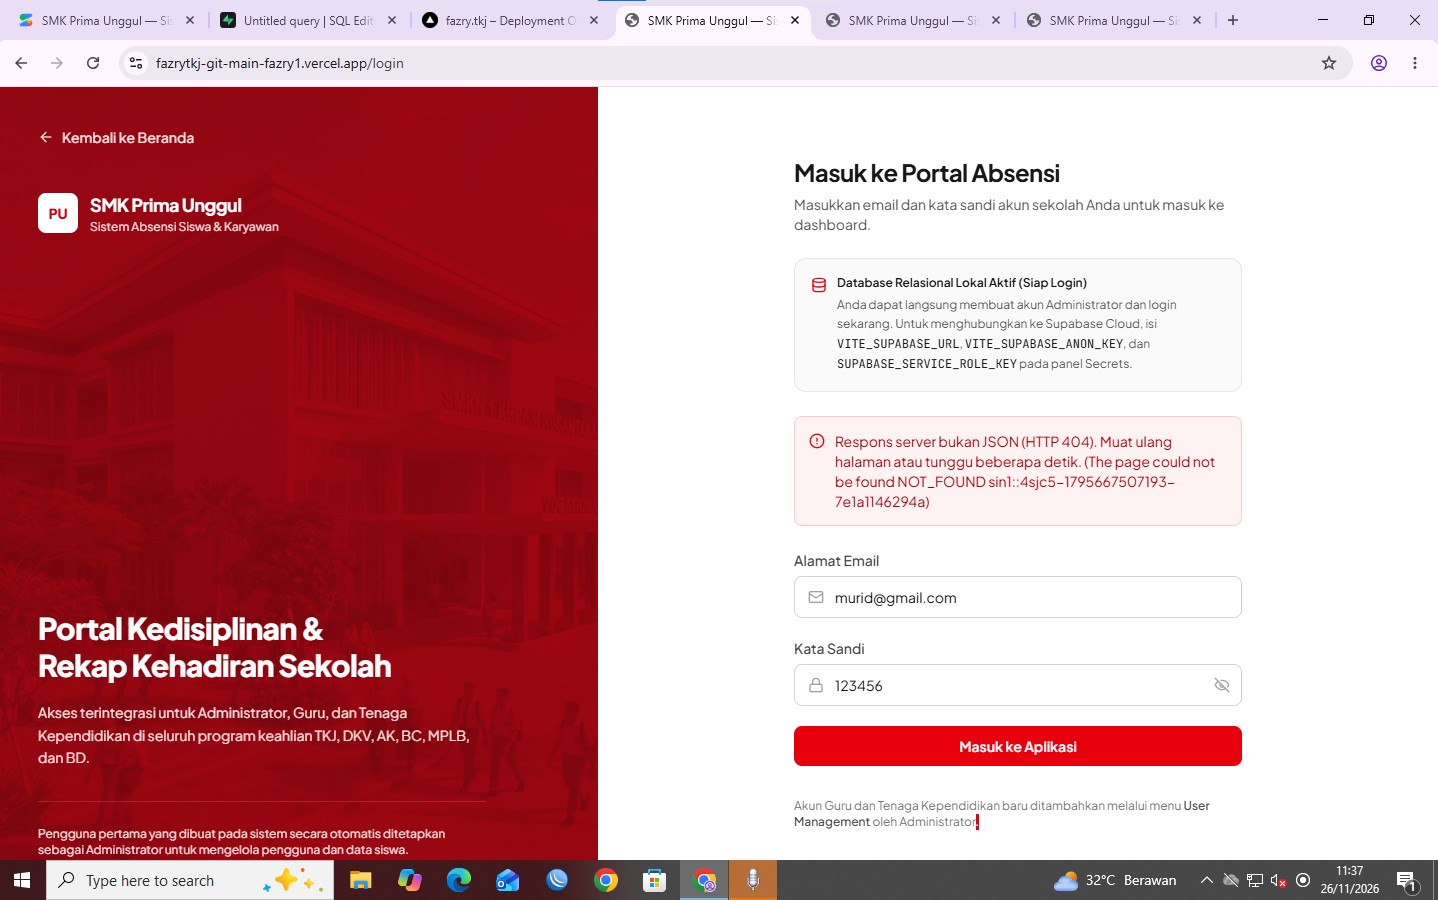 SMK Prima Unggul — Sis
Untitled query | SQL Edit
fazry.tkj – Deployment O
SMK Prima Unggul — Sis
SMK Prima Unggul — Sis
SMK Prima Unggul — Sis
fazrytkj-git-main-fazry1.vercel.app/login
Kembali ke Beranda
PU
SMK Prima Unggul
Sistem Absensi Siswa & Karyawan
Portal Kedisiplinan &
Rekap Kehadiran Sekolah
Akses terintegrasi untuk Administrator, Guru, dan Tenaga
Kependidikan di seluruh program keahlian TKJ, DKV, AK, BC, MPLB,
dan BD.
Pengguna pertama yang dibuat pada sistem secara otomatis ditetapkan
sebagai Administrator untuk mengelola pengguna dan data siswa.
Masuk ke Portal Absensi
Masukkan email dan kata sandi akun sekolah Anda untuk masuk ke
dashboard.
Database Relasional Lokal Aktif (Siap Login)
Anda dapat langsung membuat akun Administrator dan login
sekarang. Untuk menghubungkan ke Supabase Cloud, isi
VITE_SUPABASE_URL, VITE_SUPABASE_ANON_KEY, dan
SUPABASE_SERVICE_ROLE_KEY pada panel Secrets.
Respons server bukan JSON (HTTP 404). Muat ulang
halaman atau tunggu beberapa detik. (The page could not
be found NOT_FOUND sin1::4sjc5-1795667507193-
7e1a1146294a)
Alamat Email
murid@gmail.com
Kata Sandi
123456
Masuk ke Aplikasi
Akun Guru dan Tenaga Kependidikan baru ditambahkan melalui menu User
Management oleh Administrator.
Type here to search
32°C Berawan
11:37
26/11/2026
1